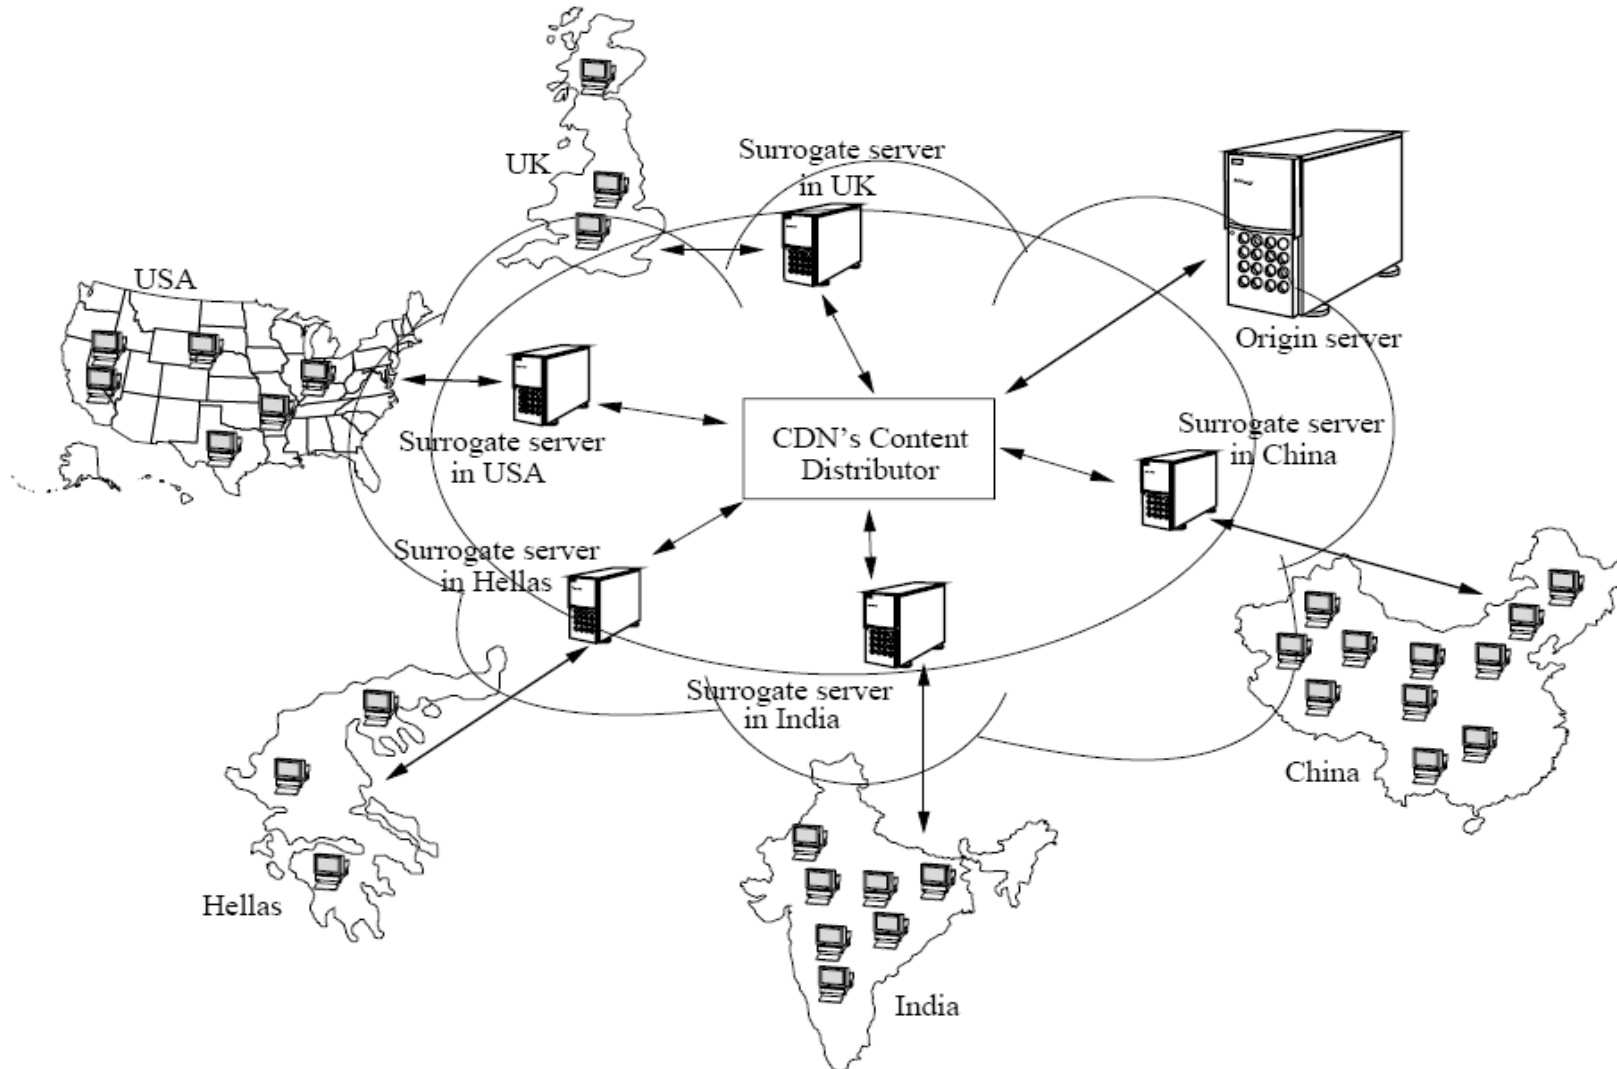 UK
Surrogate server
in UK
USA
Origin server
Surrogate server
in USA
CDN's Content
Distributor
Surrogate server
in China
Surrogate server
in Hellas
Surrogate server
in India
China
Hellas
India